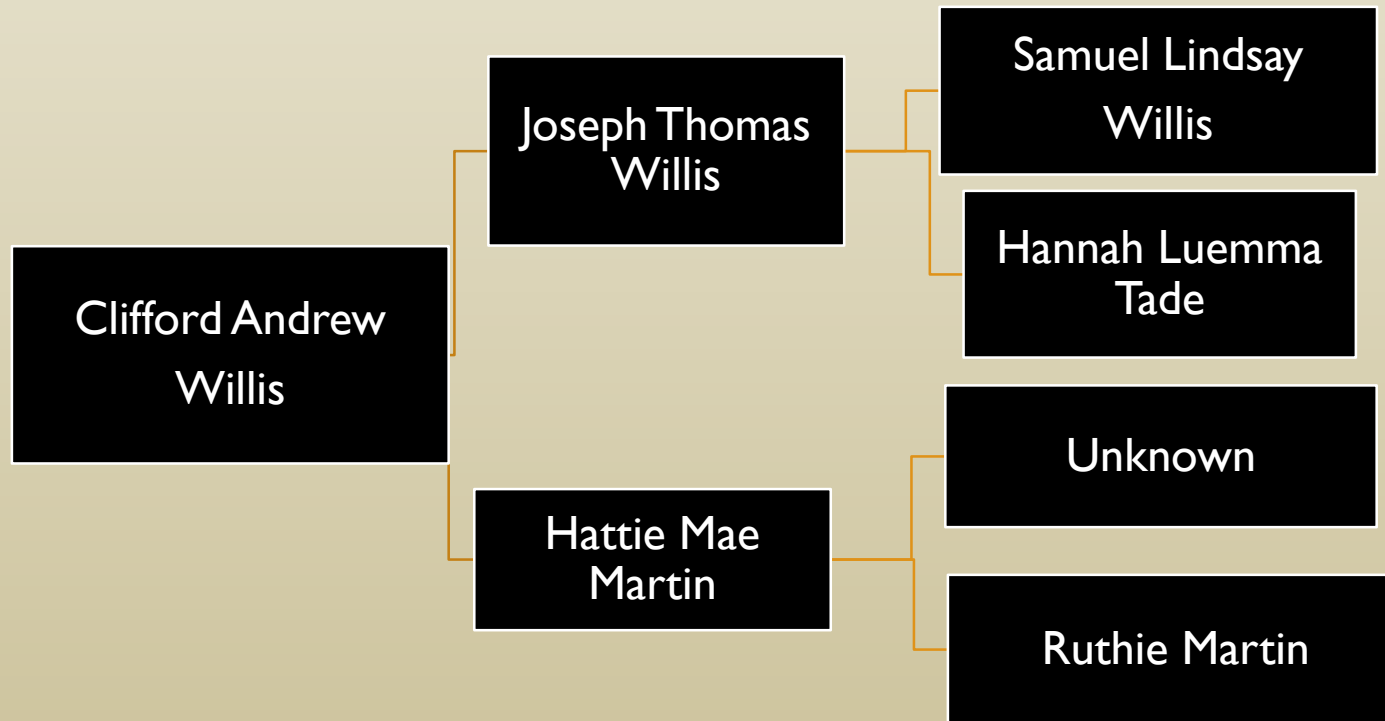 Samuel Lindsay
Willis
Joseph Thomas
Willis
Hannah Luemma
Tade
Clifford Andrew
Willis
Unknown
Hattie Mae
Martin
Ruthie Martin